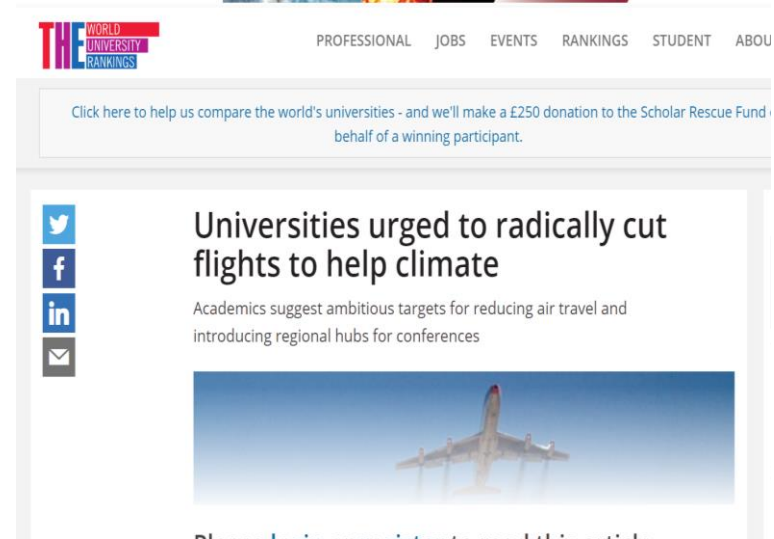 THE WORLD
UNIVERSITY
RANKINGS
PROFESSIONAL JOBS EVENTS RANKINGS STUDENT ABOU
Click here to help us compare the world's universities - and we'll make a £250 donation to the Scholar Rescue Fund
behalf of a winning participant.
Universities urged to radically cut
flights to help climate
Academics suggest ambitious targets for reducing air travel and
introducing regional hubs for conferences